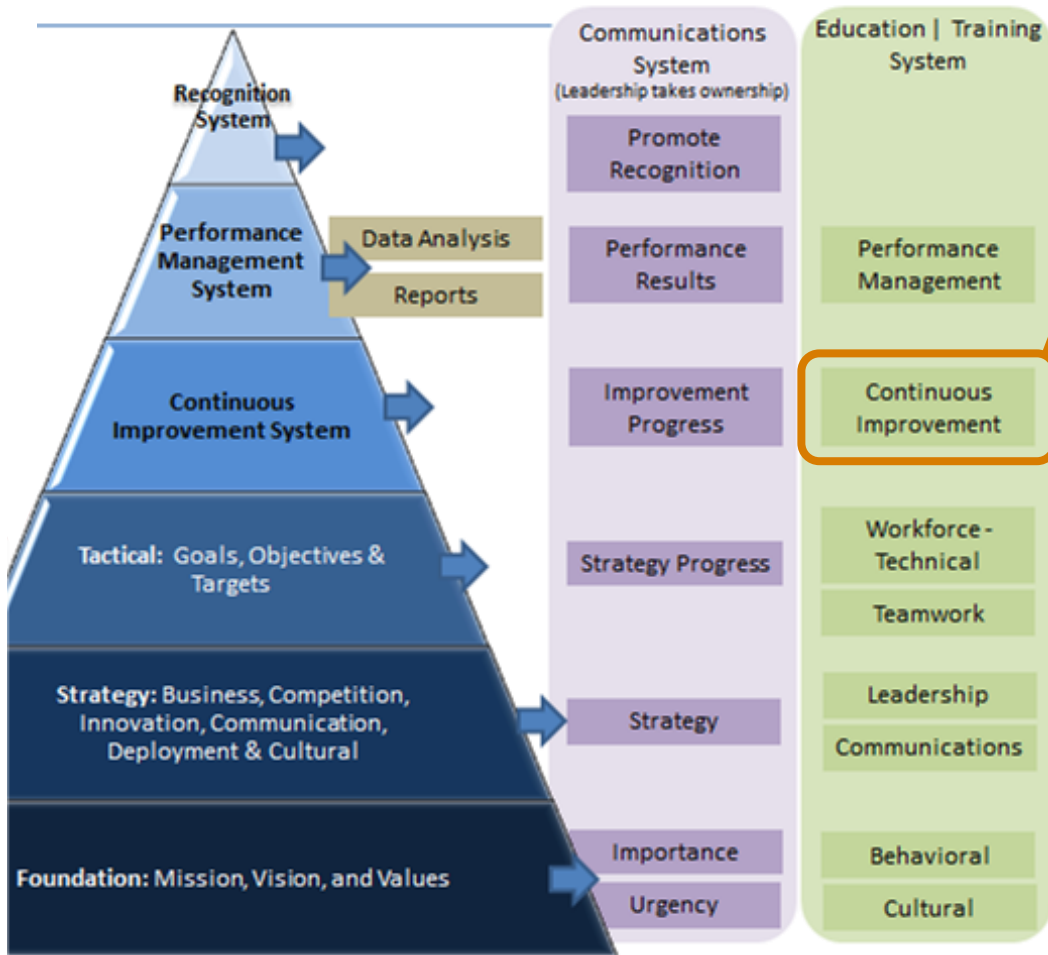 Communications
System
(Leadership takes ownership)
Education | Training
System
Recognition
System
Promote
Recognition
Performance
Management
System
Data Analysis
Reports
Performance
Results
Performance
Management
Continuous
Improvement System
Improvement
Progress
Continuous
Improvement
Tactical: Goals, Objectives &
Targets
Strategy Progress
Workforce -
Technical
Teamwork
Strategy: Business, Competition,
Innovation, Communication,
Deployment & Cultural
Strategy
Leadership
Communications
Foundation: Mission, Vision, and Values
Importance
Urgency
Behavioral
Cultural